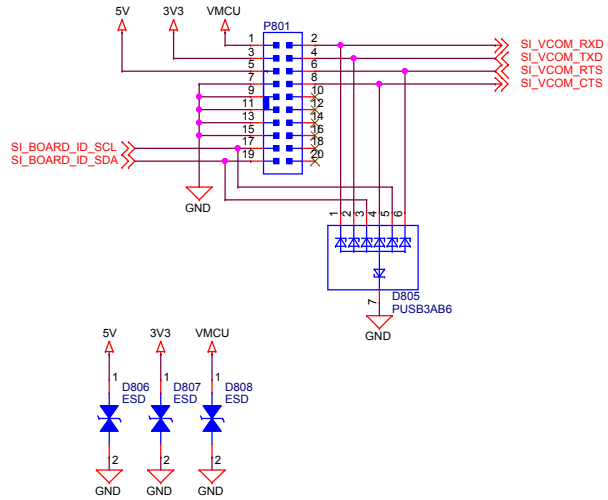 5V 3V3 VMCU P801
1 2 SI_VCOM_RXD
3 4 SI_VCOM_TXD
5 6 SI_VCOM_RTS
7 8 SI_VCOM_CTS
9 10
11 12
13 14
15 16
SI_BOARD_ID_SCL 17 18
SI_BOARD_ID_SDA 19 20
GND
1 2 3 4 5 6
7 D805
PUSB3AB6
GND
5V 3V3 VMCU
1 D806 1 D807 1 D808
ESD ESD ESD
2 2 2
GND GND GND